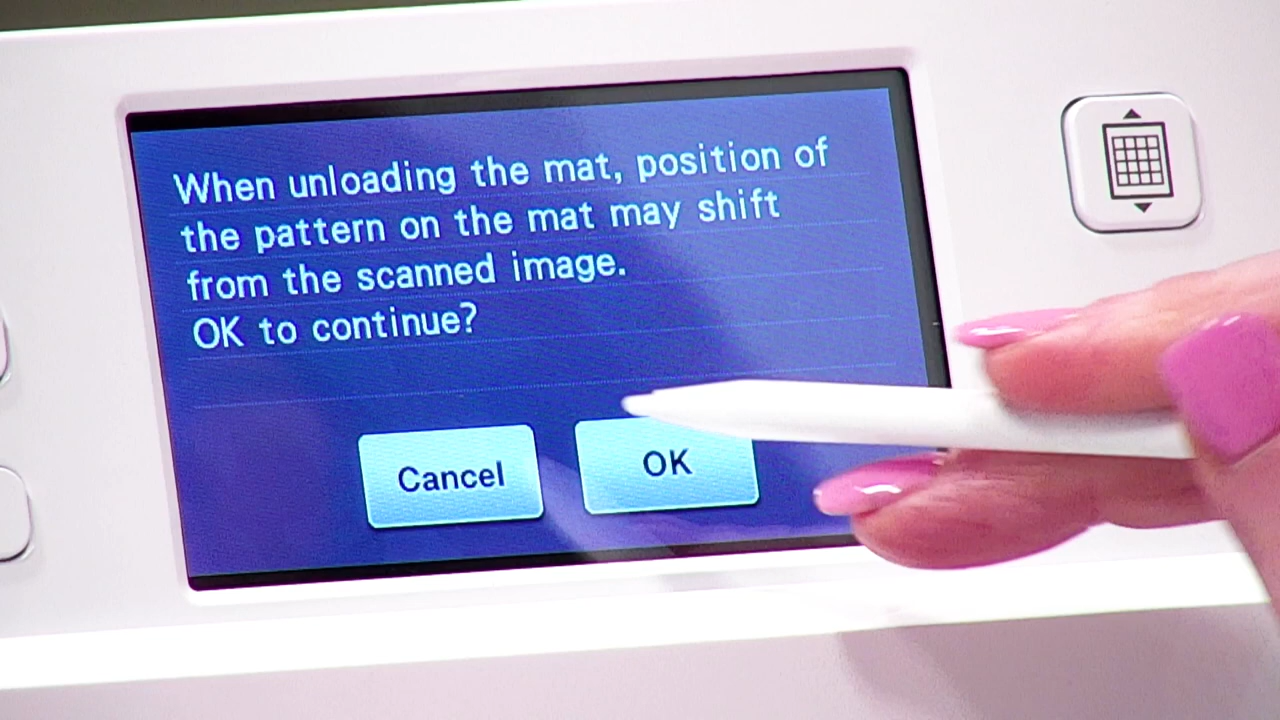 When unloading the mat, position of
the pattern on the mat may shift
from the scanned image.
OK to continue?
Cancel
OK